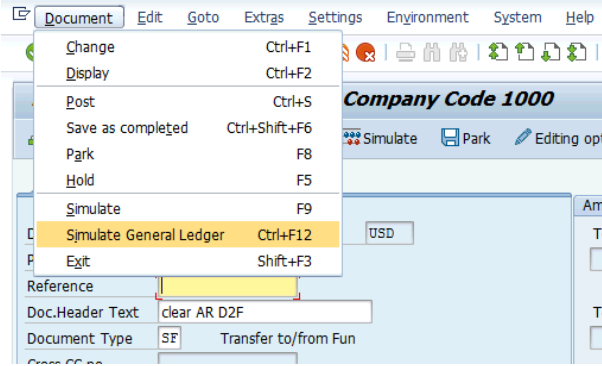 Document Edit Goto Extras Settings Environment System Help
Change Ctrl+F1
Display Ctrl+F2
Post Ctrl+S
Company Code 1000
Save as completed Ctrl+Shift+F6
Simulate Park Editing
Park F8
Hold F5
Simulate F9
Simulate General Ledger Ctrl+F12
USD
Exit Shift+F3
Reference
Doc.Header Text clear AR D2F
Document Type SF Transfer to/from Fun